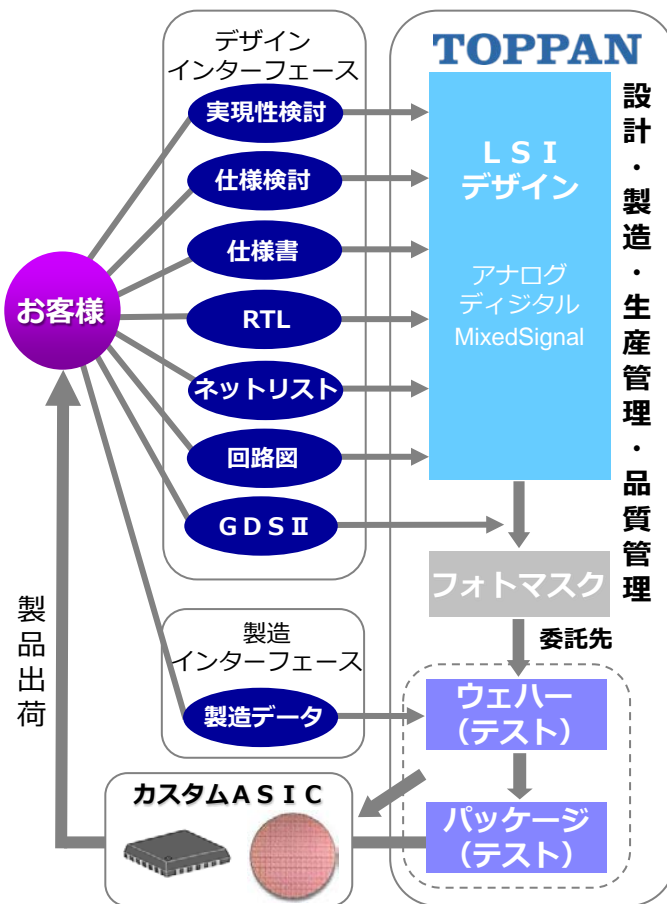 デザイン
インターフェース
実現性検討
仕様検討
仕様書
RTL
ネットリスト
回路図
ＧＤＳⅡ
お客様
TOPPAN
ＬＳＩ
デザイン
アナログ
ディジタル
MixedSignal
設計・製造・生産管理・品質管理
フォトマスク
委託先
製造
インターフェース
製造データ
ウェハー
（テスト）
パッケージ
（テスト）
カスタムＡＳＩＣ
製品出荷